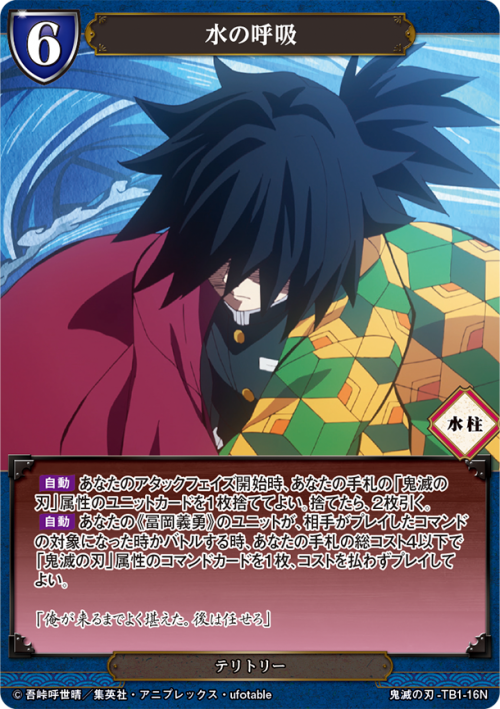 6
水の呼吸
水柱
自動 あなたのアタックフェイズ開始時、あなたの手札の「鬼滅の
刃」属性のユニットカードを1枚捨ててよい。捨てたら、2枚引く。
自動 あなたの《冨岡義勇》のユニットが、相手がプレイしたコマンド
の対象になった時かバトルする時、あなたの手札の総コスト4以下で
「鬼滅の刃」属性のコマンドカードを1枚、コストを払わずプレイして
よい。
「俺が来るまでよく堪えた。後は任せろ」
テリトリー
© 吾峠呼世晴／集英社・アニプレックス・ufotable
鬼滅の刃 -TB1-16N